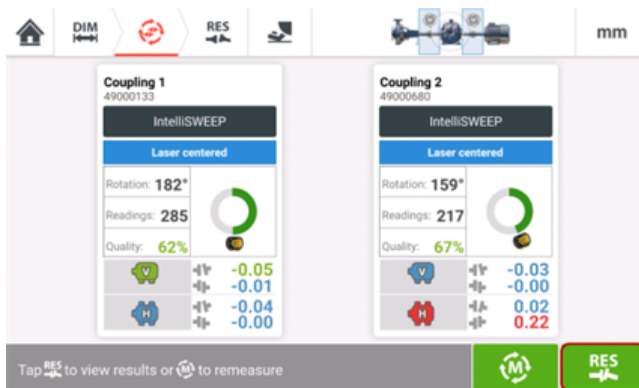 DIM
RES
mm
Coupling 1
49000133
IntelliSWEEP
Laser centered
Rotation: 182°
Readings: 285
Quality: 62%
V
-0.05
-0.01
H
-0.04
-0.00
Coupling 2
49000680
IntelliSWEEP
Laser centered
Rotation: 159°
Readings: 217
Quality: 67%
V
-0.03
-0.00
H
0.02
0.22
Tap RES to view results or M to remeasure
M
RES